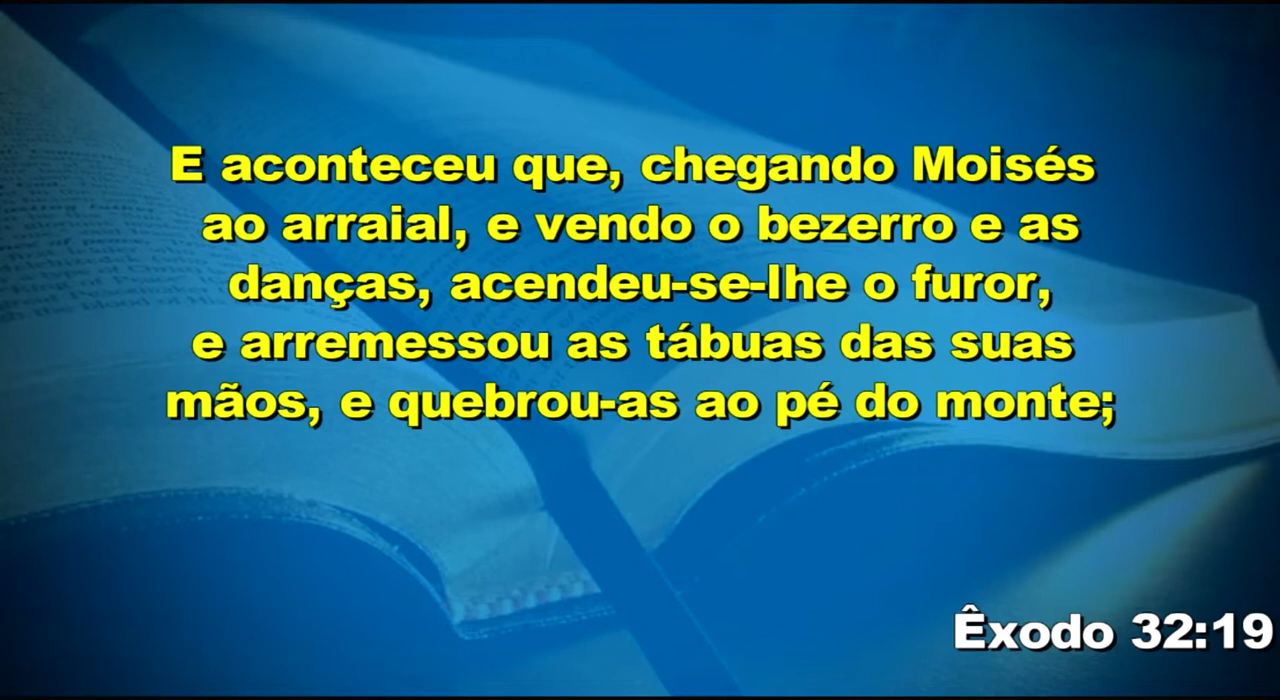 E aconteceu que, chegando Moisés
ao arraial, e vendo o bezerro e as
danças, acendeu-se-lhe o furor,
e arremessou as tábuas das suas
mãos, e quebrou-as ao pé do monte;
Êxodo 32:19